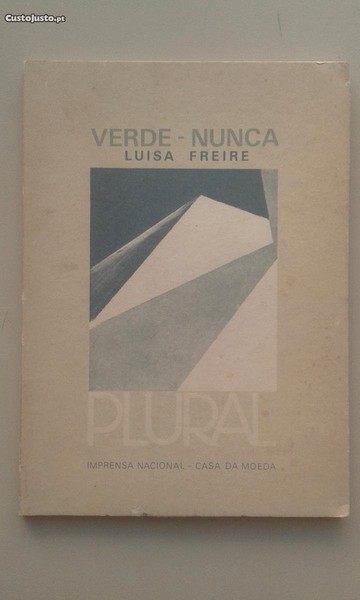 CustoJusto.pt
VERDE - NUNCA
LUISA FREIRE
PLURAL
IMPRENSA NACIONAL - CASA DA MOEDA